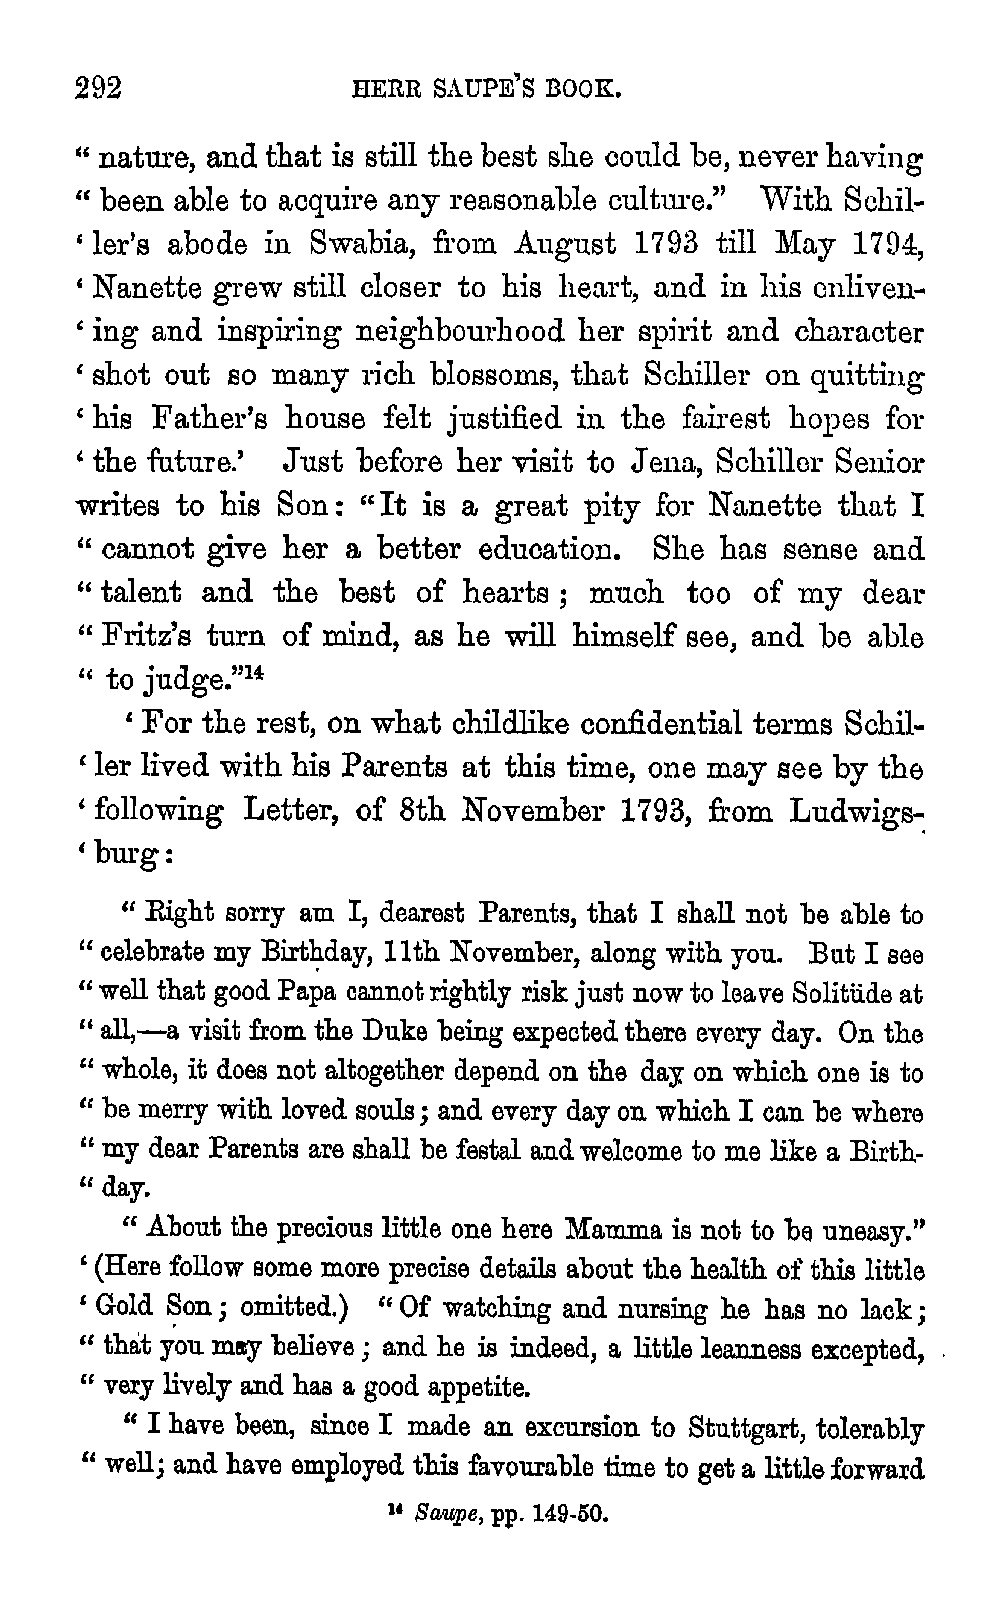 292 HERR SAUPE'S BOOK.
“ nature, and that is still the best she could be, never having
“ been able to acquire any reasonable culture.” With Schil-
‘ ler's abode in Swabia, from August 1793 till May 1794,
‘ Nanette grew still closer to his heart, and in his enliven-
‘ ing and inspiring neighbourhood her spirit and character
‘ shot out so many rich blossoms, that Schiller on quitting
‘ his Father's house felt justified in the fairest hopes for
‘ the future.’ Just before her visit to Jena, Schiller Senior
writes to his Son: “It is a great pity for Nanette that I
“ cannot give her a better education. She has sense and
“ talent and the best of hearts; much too of my dear
“ Fritz's turn of mind, as he will himself see, and be able
“ to judge.”14
‘ For the rest, on what childlike confidential terms Schil-
‘ ler lived with his Parents at this time, one may see by the
‘ following Letter, of 8th November 1793, from Ludwigs-
‘ burg:
“ Right sorry am I, dearest Parents, that I shall not be able to
“ celebrate my Birthday, 11th November, along with you. But I see
“ well that good Papa cannot rightly risk just now to leave Solitüde at
“ all,—a visit from the Duke being expected there every day. On the
“ whole, it does not altogether depend on the day on which one is to
“ be merry with loved souls; and every day on which I can be where
“ my dear Parents are shall be festal and welcome to me like a Birth-
“ day.
“ About the precious little one here Mamma is not to be uneasy.”
‘ (Here follow some more precise details about the health of this little
‘ Gold Son; omitted.) “Of watching and nursing he has no lack;
“ that you may believe; and he is indeed, a little leanness excepted,
“ very lively and has a good appetite.
“ I have been, since I made an excursion to Stuttgart, tolerably
“ well; and have employed this favourable time to get a little forward
14 Saupe, pp. 149-50.